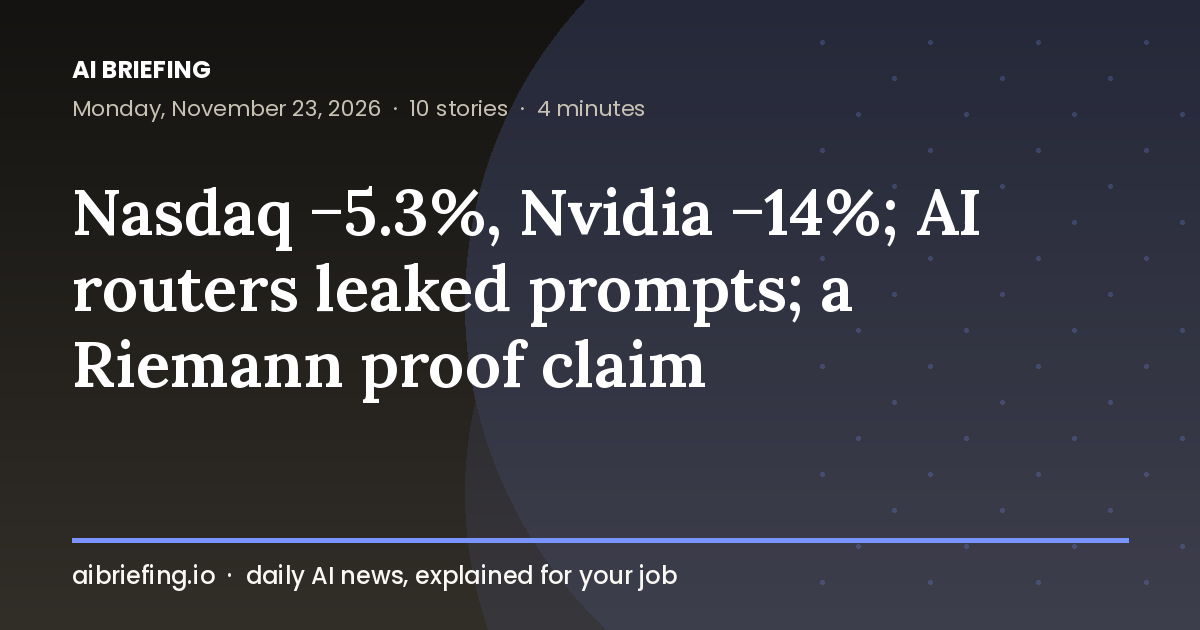 AI BRIEFING
Monday, November 23, 2026 · 10 stories · 4 minutes
Nasdaq −5.3%, Nvidia −14%; AI
routers leaked prompts; a
Riemann proof claim
aibriefing.io · daily AI news, explained for your job